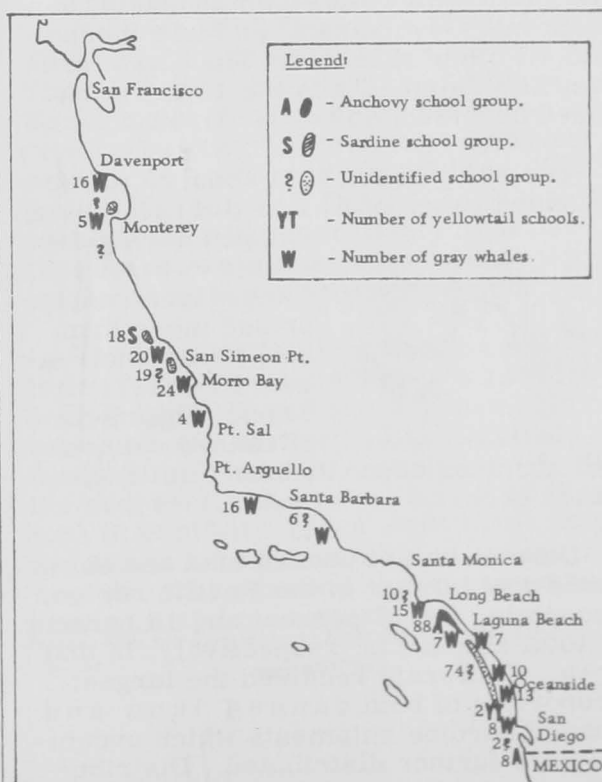 Legend:
A - Anchovy school group.
S - Sardine school group.
? - Unidentified school group.
YT - Number of yellowtail schools.
W - Number of gray whales.
San Francisco
Davenport
16 W
?
5 W
Monterey
?
18 S
20 W San Simeon Pt.
19 ?
24 W Morro Bay
4 W
Pt. Sal
Pt. Arguello
Santa Barbara
16 W
6 ?
W
Santa Monica
10 ?
15 W Long Beach
88 A Laguna Beach
7 W W 7
74 ?
W 10
Oceanside
W 13
2 YT
8 W San
Diego
2 ?
8 A
MEXICO